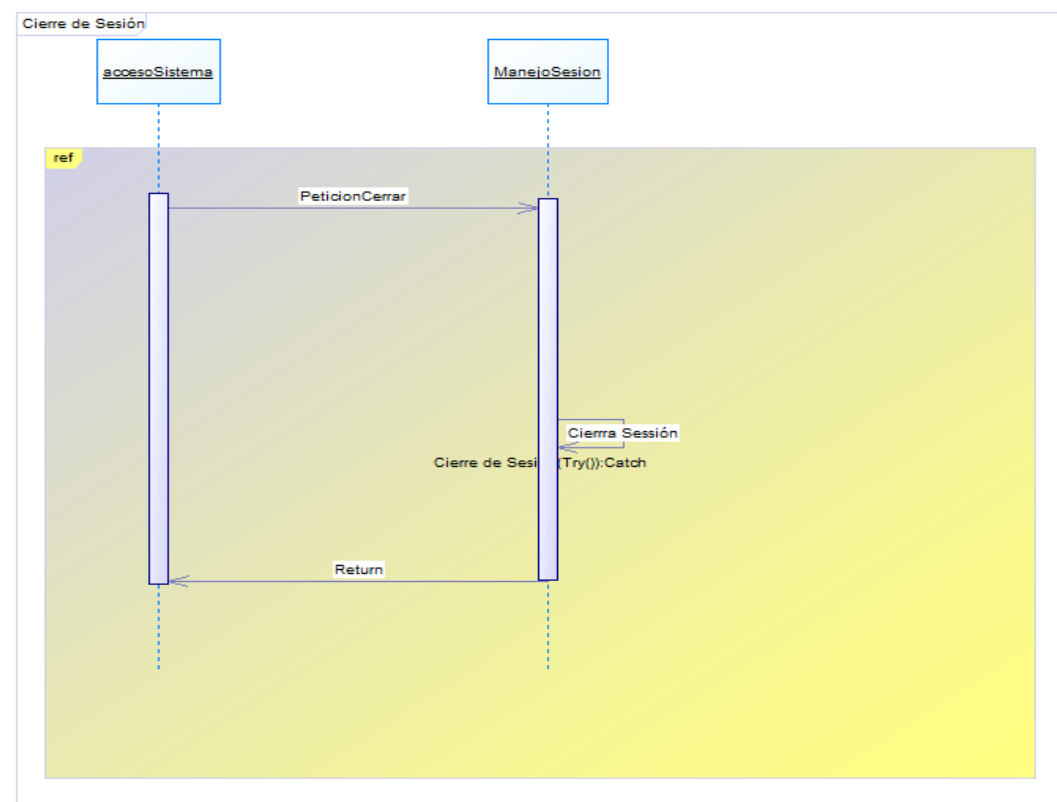 Cierre de Sesión
accesoSistema
ManejoSesion
ref
PeticionCerrar
Cierrra Sessión
Cierre de Sesi (Try()):Catch
Return